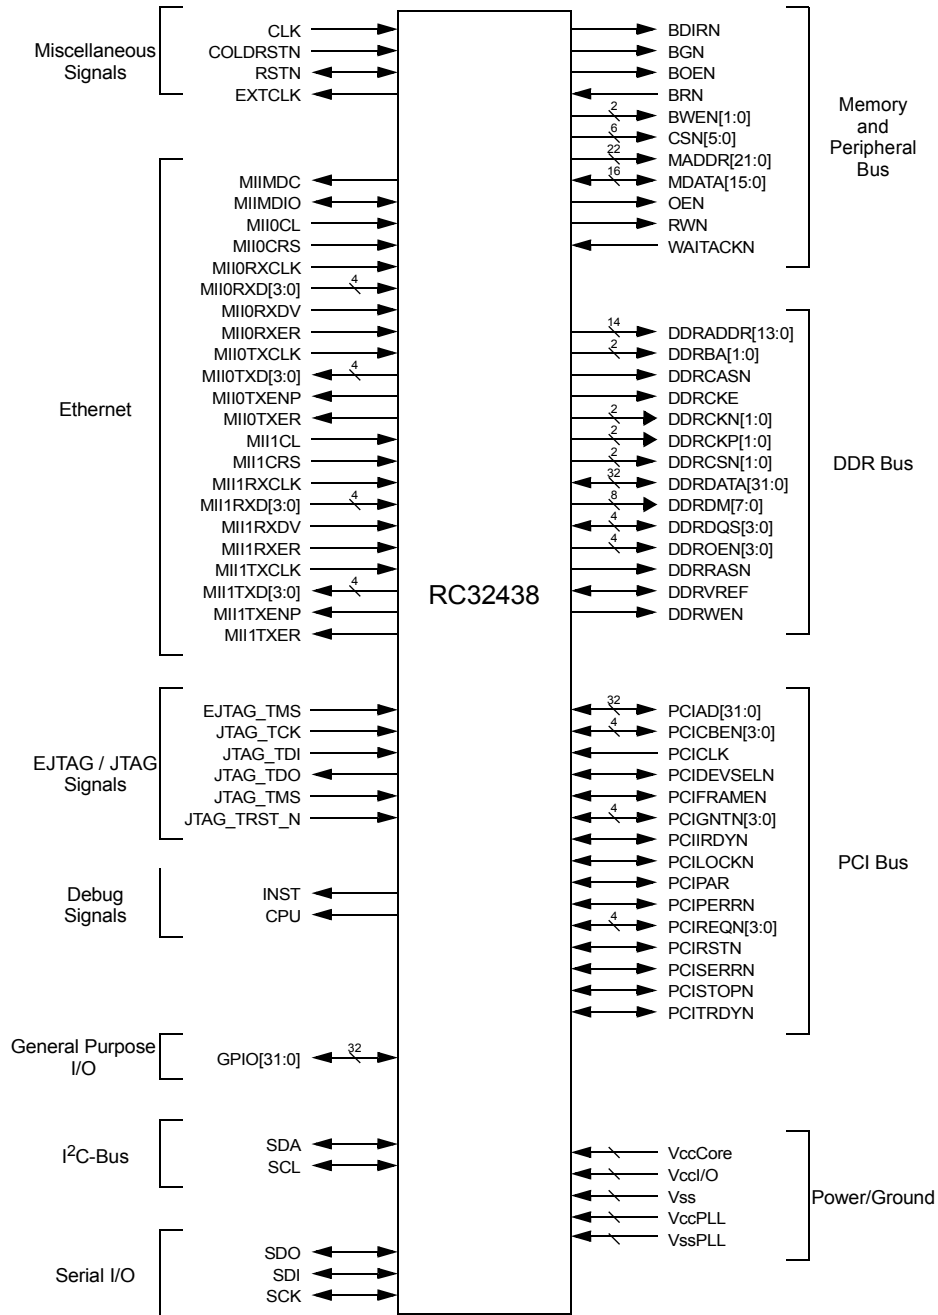 Miscellaneous
Signals
CLK
COLDRSTN
RSTN
EXTCLK
Ethernet
MIIMDC
MIIMDIO
MII0CL
MII0CRS
MII0RXCLK
MII0RXD[3:0]
4
MII0RXDV
MII0RXER
MII0TXCLK
MII0TXD[3:0]
4
MII0TXENP
MII0TXER
MII1CL
MII1CRS
MII1RXCLK
MII1RXD[3:0]
4
MII1RXDV
MII1RXER
MII1TXCLK
MII1TXD[3:0]
4
MII1TXENP
MII1TXER
EJTAG / JTAG
Signals
EJTAG_TMS
JTAG_TCK
JTAG_TDI
JTAG_TDO
JTAG_TMS
JTAG_TRST_N
Debug
Signals
INST
CPU
General Purpose
I/O
GPIO[31:0]
32
I2C-Bus
SDA
SCL
Serial I/O
SDO
SDI
SCK
RC32438
BDIRN
BGN
BOEN
BRN
2
BWEN[1:0]
6
CSN[5:0]
22
MADDR[21:0]
16
MDATA[15:0]
OEN
RWN
WAITACKN
Memory
and
Peripheral
Bus
14
DDRADDR[13:0]
2
DDRBA[1:0]
DDRCASN
DDRCKE
2
DDRCKN[1:0]
2
DDRCKP[1:0]
2
DDRCSN[1:0]
32
DDRDATA[31:0]
8
DDRDM[7:0]
4
DDRDQS[3:0]
4
DDROEN[3:0]
DDRRASN
DDRVREF
DDRWEN
DDR Bus
32
PCIAD[31:0]
4
PCICBEN[3:0]
PCICLK
PCIDEVSELN
PCIFRAMEN
4
PCIGNTN[3:0]
PCIIRDYN
PCILOCKN
PCIPAR
PCIPERRN
4
PCIREQN[3:0]
PCIRSTN
PCISERRN
PCISTOPN
PCITRDYN
PCI Bus
VccCore
VccI/O
Vss
VccPLL
VssPLL
Power/Ground